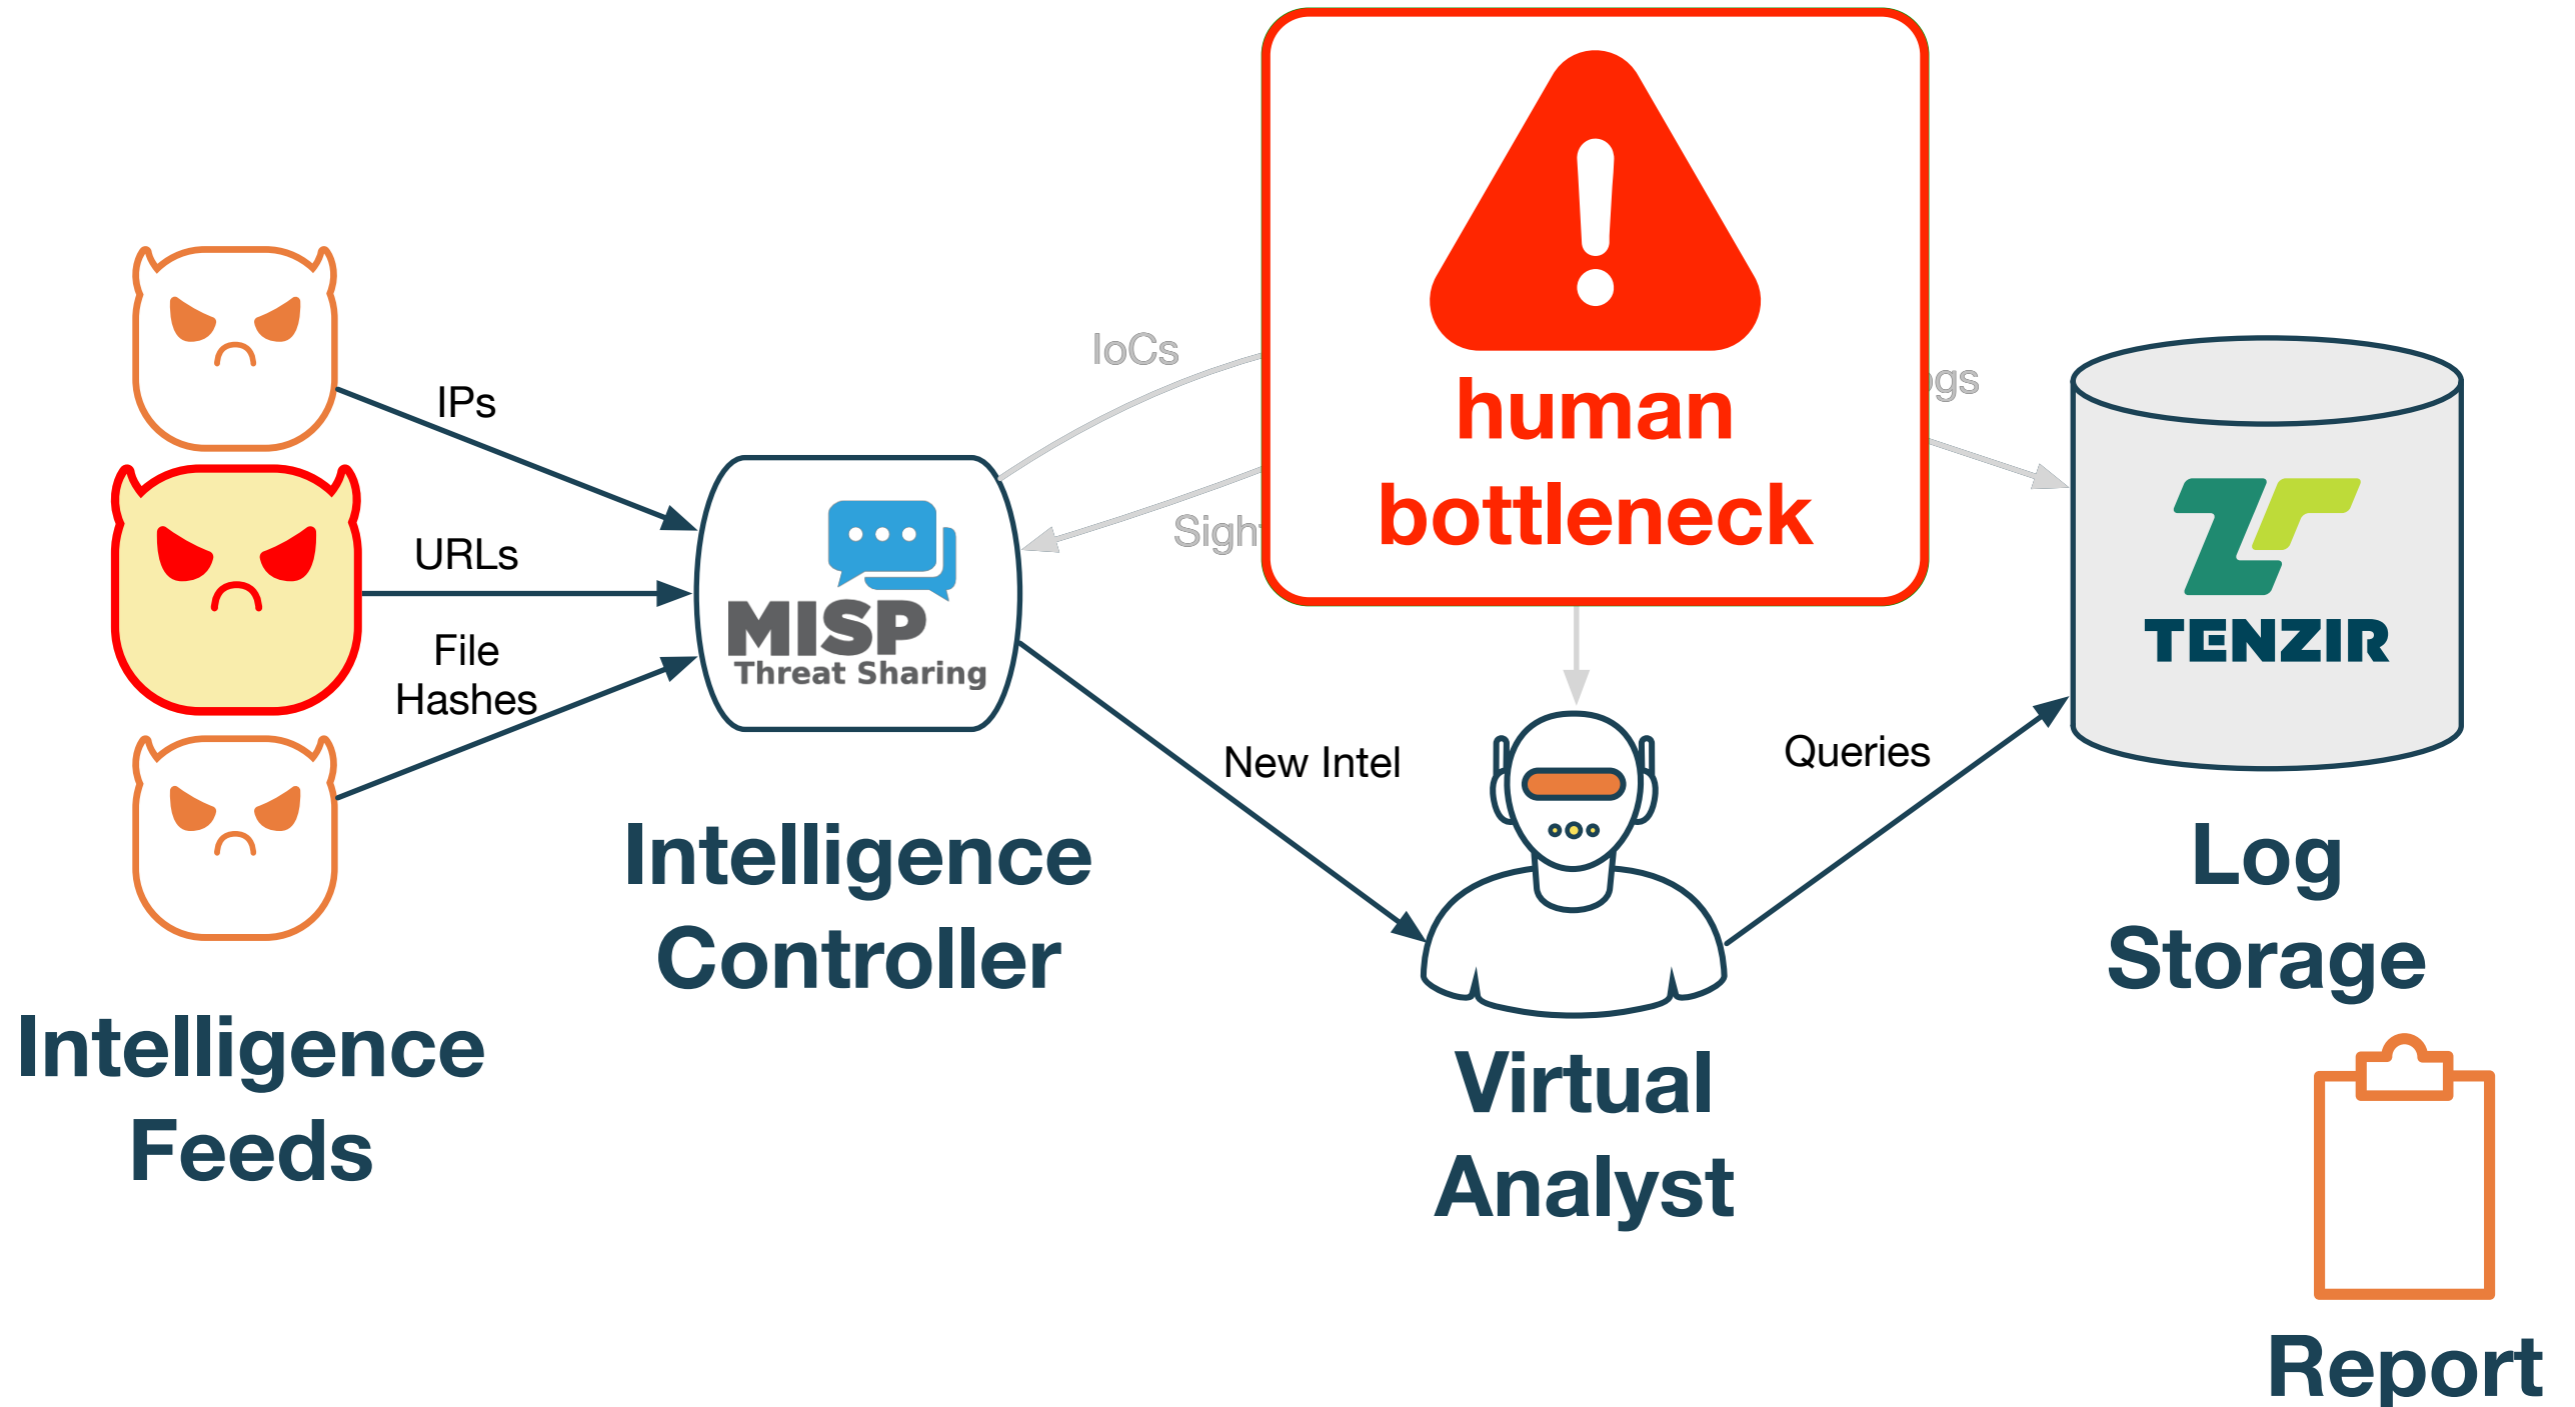 human
bottleneck
IoCs
IPs
URLs
File
Hashes
MISP
Threat Sharing
TENZIR
New Intel
Queries
Intelligence
Controller
Log
Storage
Intelligence
Feeds
Virtual
Analyst
Report